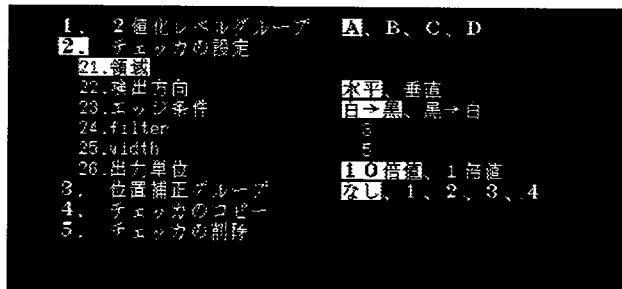 1. 2値化レベルグループ A、B、C、D
2. チェッカの設定
21.領域
22.検出方向 水平、垂直
23.エッジ条件 白→黒、黒→白
24.filter 3
25.width 5
26.出力単位 10倍値、1倍値
3. 位置補正グループ なし、1、2、3、4
4. チェッカのコピー
5. チェッカの削除